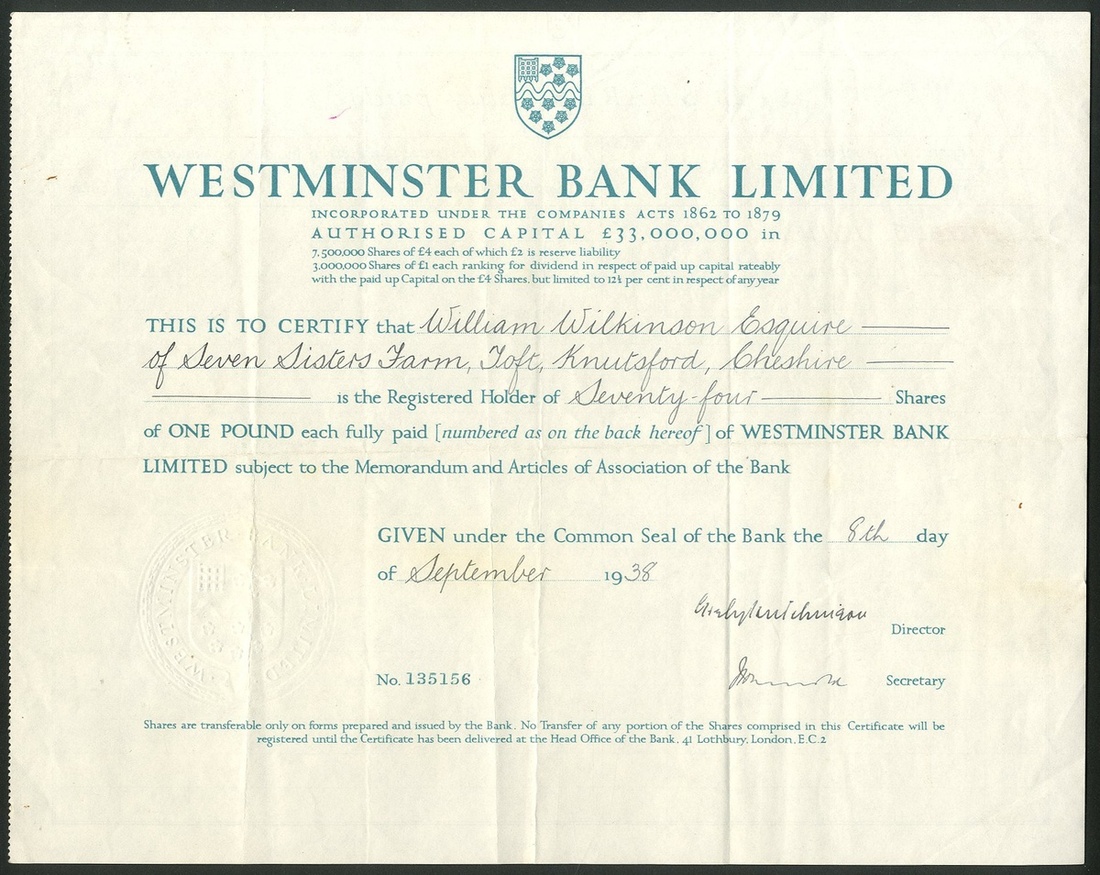 WESTMINSTER BANK LIMITED
INCORPORATED UNDER THE COMPANIES ACTS 1862 TO 1879
AUTHORISED CAPITAL £33,000,000 in
7,500,000 Shares of £4 each of which £2 is reserve liability
3,000,000 Shares of £1 each ranking for dividend in respect of paid up capital rateably
with the paid up Capital on the £4 Shares, but limited to 12½ per cent in respect of any year
THIS IS TO CERTIFY that William Wilkinson Esquire
of Seven Sisters Farm, Toft, Knutsford, Cheshire
is the Registered Holder of Seventy-four Shares
of ONE POUND each fully paid [numbered as on the back hereof] of WESTMINSTER BANK
LIMITED subject to the Memorandum and Articles of Association of the Bank
GIVEN under the Common Seal of the Bank the 8th day
of September 1938
Director
No. 135156 Secretary
Shares are transferable only on forms prepared and issued by the Bank. No Transfer of any portion of the Shares comprised in this Certificate will be
registered until the Certificate has been delivered at the Head Office of the Bank, 41 Lothbury, London, E.C.2
WESTMINSTER BANK LIMITED